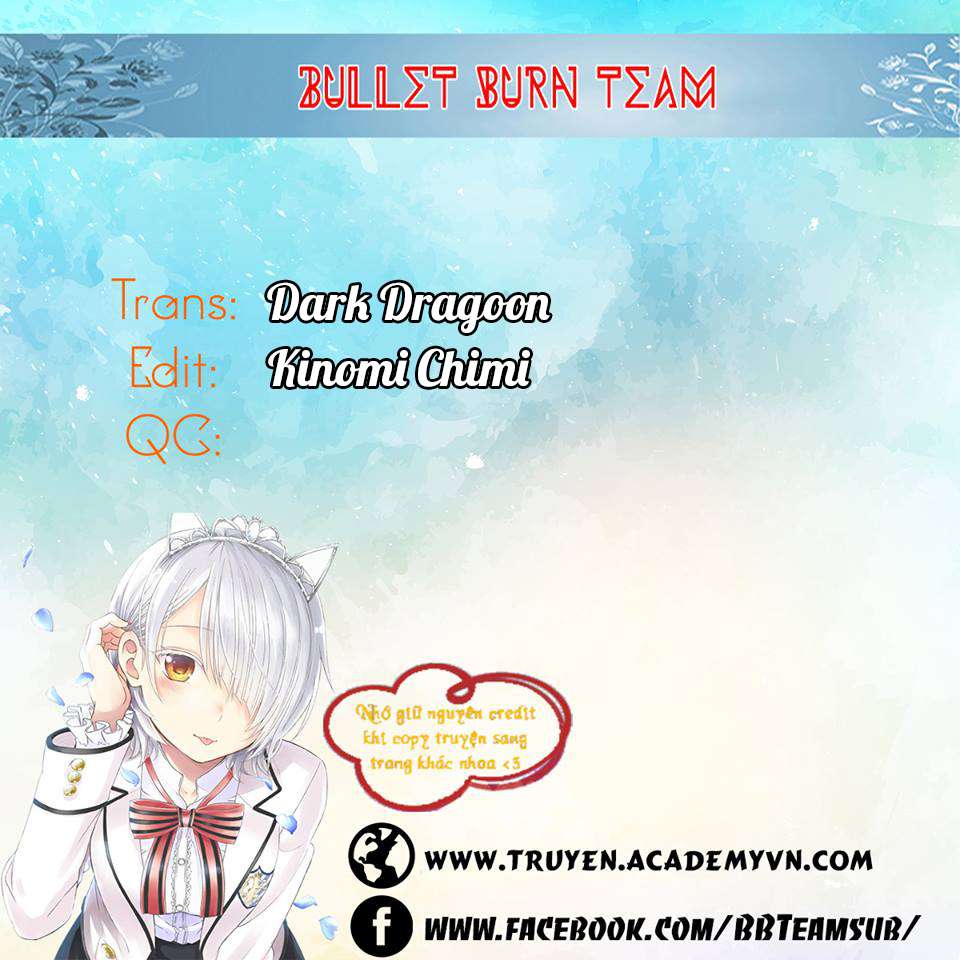 BULLET BURN TEAM
Trans: Dark Dragoon
Edit: Kinomi Chimi
QC:
Nhớ giữ nguyên credit
khi copy truyện sang
trang khác nhoa <3
WWW.TRUYEN.ACADEMYVN.COM
WWW.FACEBOOK.COM/BBTEAMSUB/